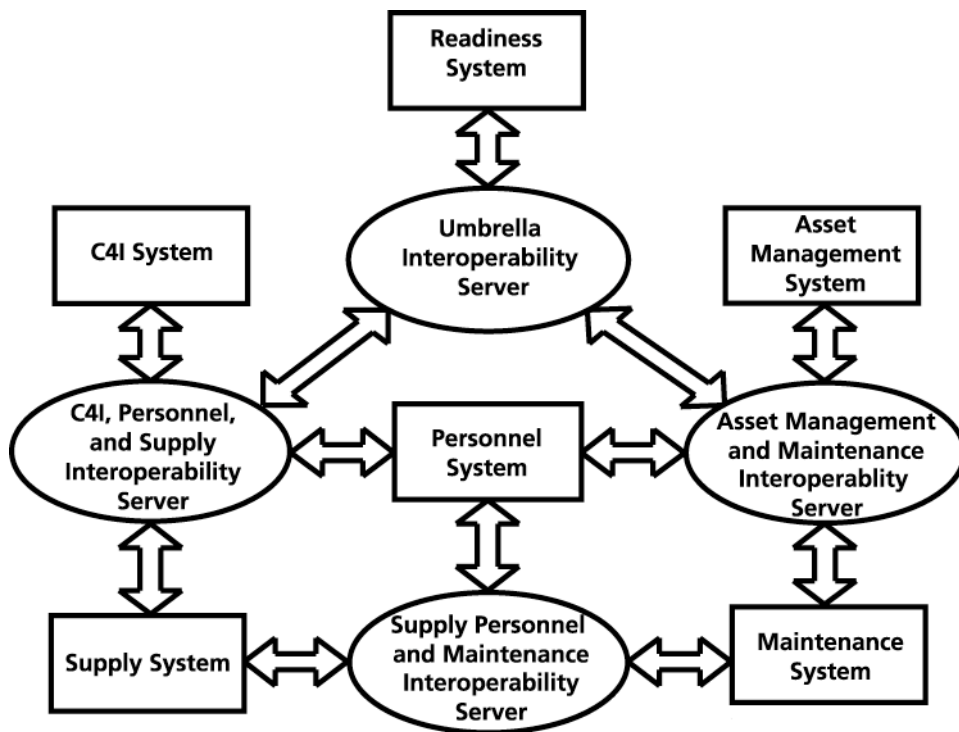 Readiness
System
Umbrella
Interoperability
Server
C4I System
Asset
Management
System
C4I, Personnel,
and Supply
Interoperability
Server
Personnel
System
Asset Management
and Maintenance
Interoperablity
Server
Supply System
Supply Personnel
and Maintenance
Interoperability
Server
Maintenance
System